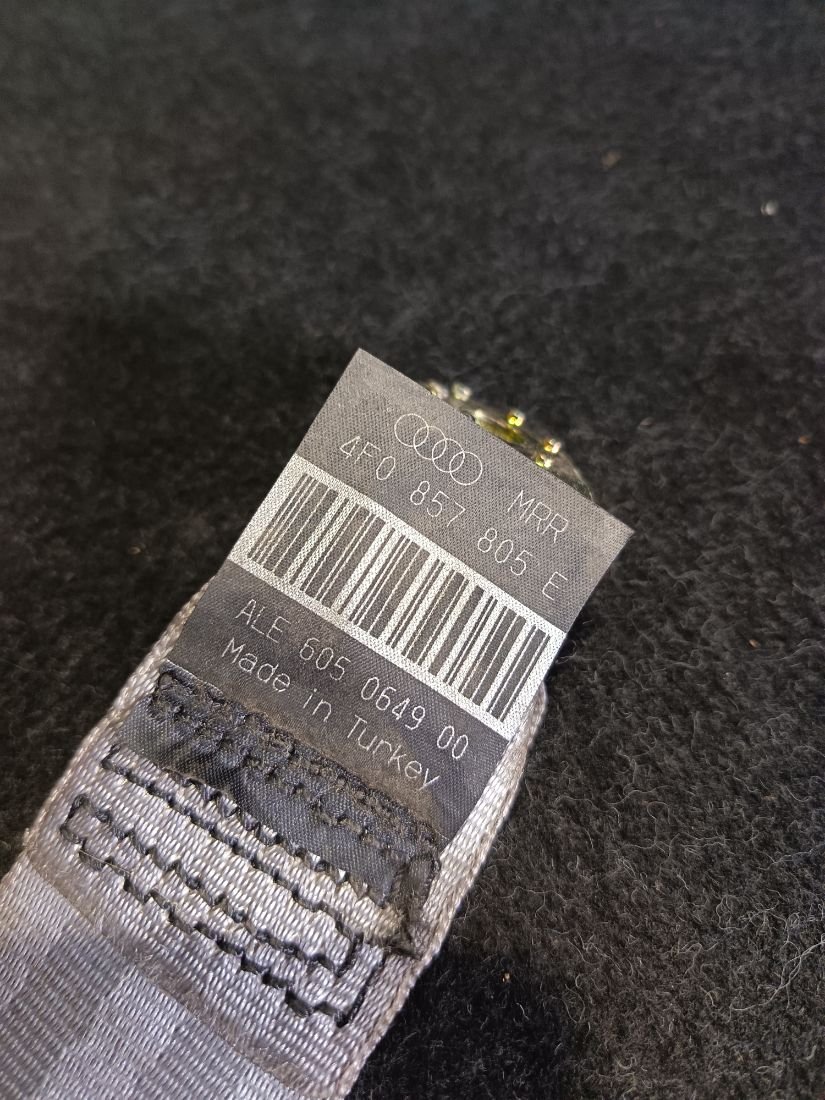 MRR
4F0 857 805 E
ALE 605 0649 00
Made in Turkey